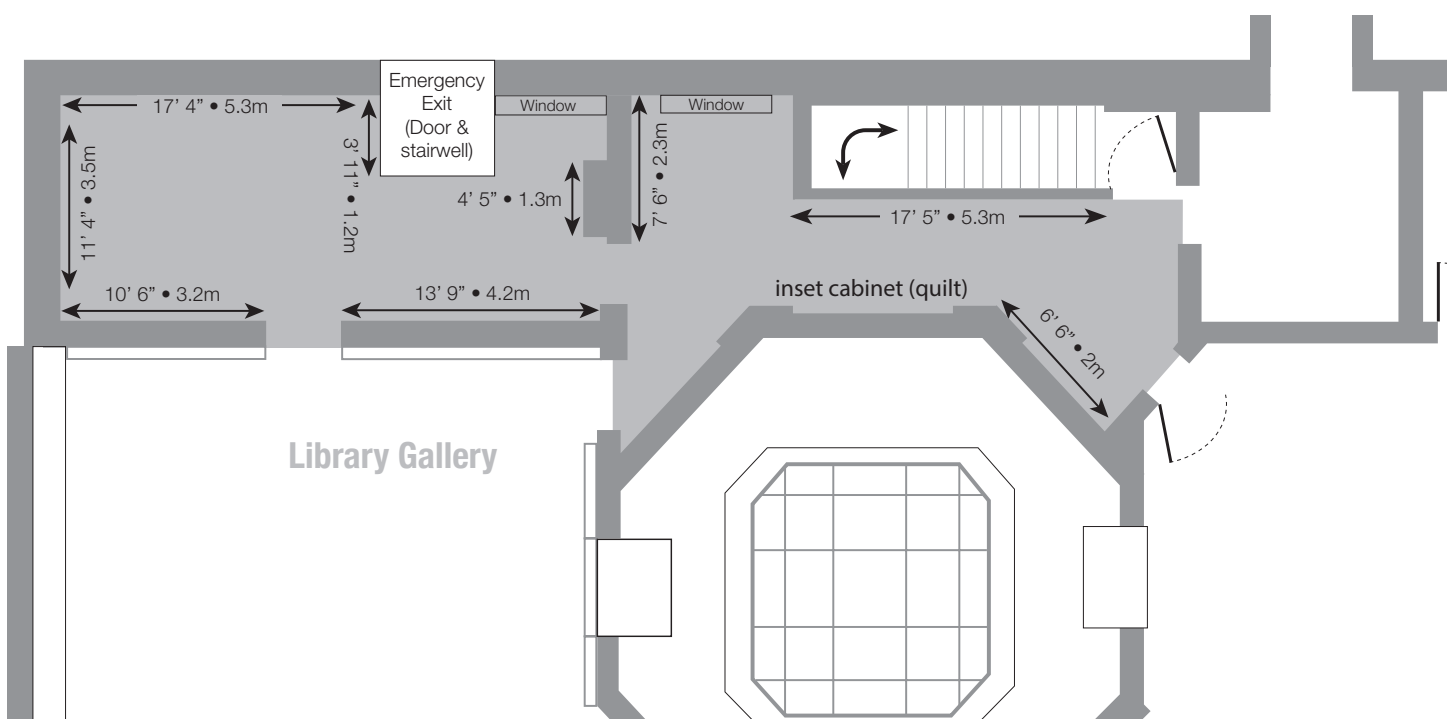 Emergency
Exit
(Door &
stairwell)
Window
Window
17’ 4” • 5.3m
3’ 11” • 1.2m
11’ 4” • 3.5m
4’ 5” • 1.3m
7’ 6” • 2.3m
17’ 5” • 5.3m
10’ 6” • 3.2m
13’ 9” • 4.2m
inset cabinet (quilt)
6’ 6” • 2m
Library Gallery